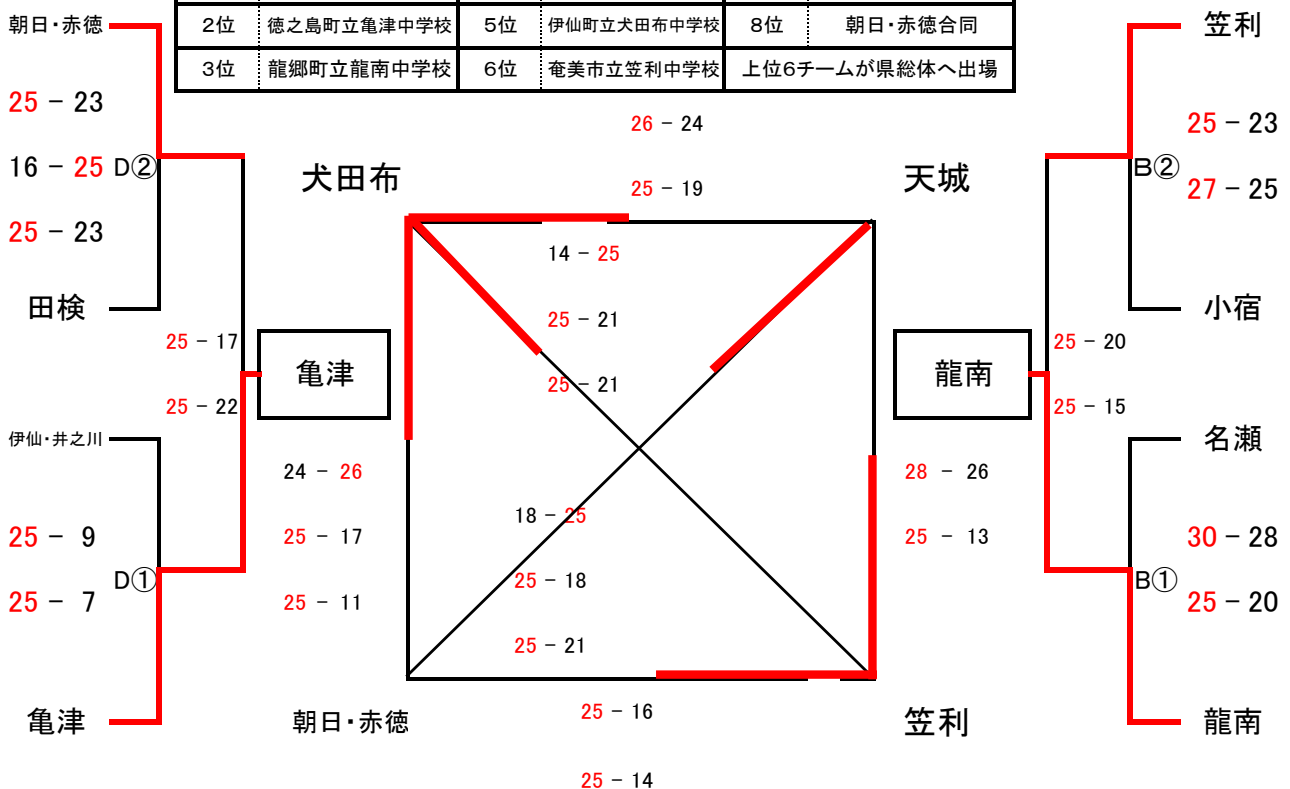 2位 徳之島町立亀津中学校 5位 伊仙町立犬田布中学校 8位 朝日・赤徳合同
3位 龍郷町立龍南中学校 6位 奄美市立笠利中学校 上位6チームが県総体へ出場
朝日・赤徳
25 - 23
16 - 25
D②
25 - 23
田検
25 - 17
25 - 22
亀津
伊仙・井之川
25 - 9
25 - 7
D①
亀津
犬田布
26 - 24
25 - 19
天城
14 - 25
25 - 21
25 - 21
24 - 26
25 - 17
25 - 11
18 - 25
25 - 18
25 - 21
28 - 26
25 - 13
朝日・赤徳
25 - 16
25 - 14
笠利
笠利
25 - 23
B②
27 - 25
小宿
25 - 20
25 - 15
龍南
名瀬
30 - 28
B①
25 - 20
龍南